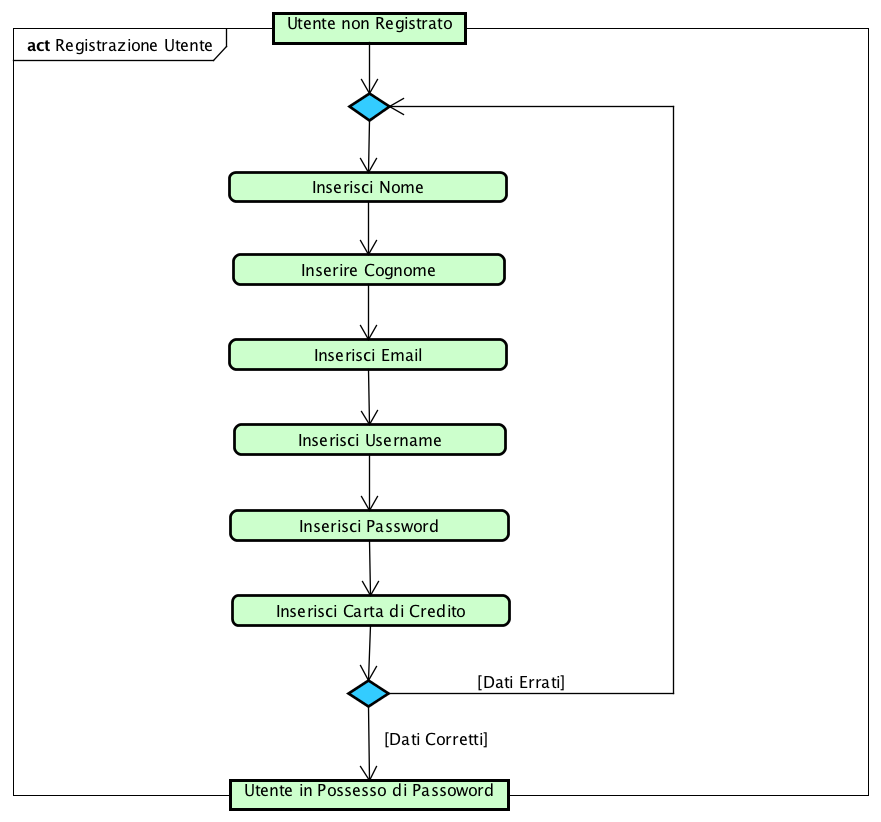 Utente non Registrato
act Registrazione Utente
Inserisci Nome
Inserire Cognome
Inserisci Email
Inserisci Username
Inserisci Password
Inserisci Carta di Credito
[Dati Errati]
[Dati Corretti]
Utente in Possesso di Passoword